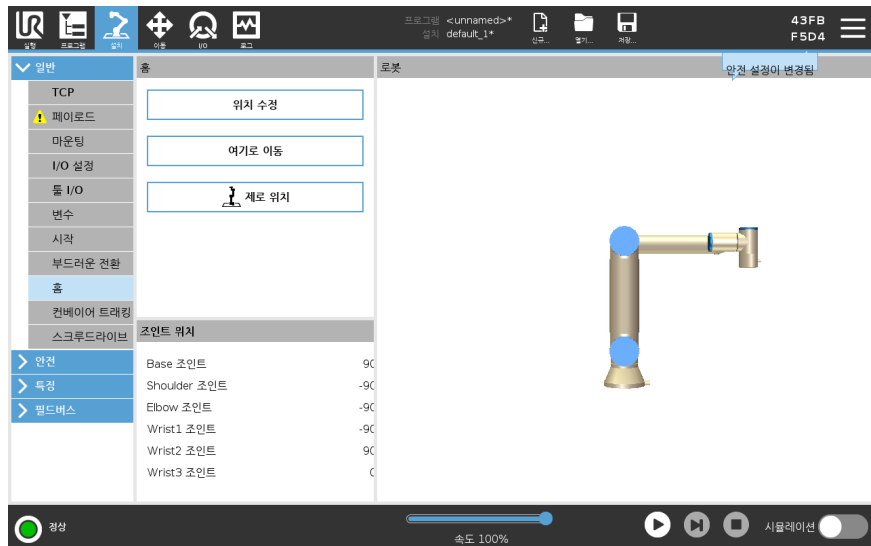 UR
실행
프로그램
설치
이동
I/O
로그
프로그램 <unnamed>*
설치 default_1*
신규...
열기...
저장...
43FB
F5D4
안전 설정이 변경됨
일반
TCP
페이로드
마운팅
I/O 설정
툴 I/O
변수
시작
부드러운 전환
홈
컨베이어 트래킹
스크루드라이브
안전
특징
필드버스
홈
위치 수정
여기로 이동
제로 위치
조인트 위치
Base 조인트 90
Shoulder 조인트 -90
Elbow 조인트 -90
Wrist1 조인트 -90
Wrist2 조인트 90
Wrist3 조인트 0
로봇
정상
속도 100%
시뮬레이션